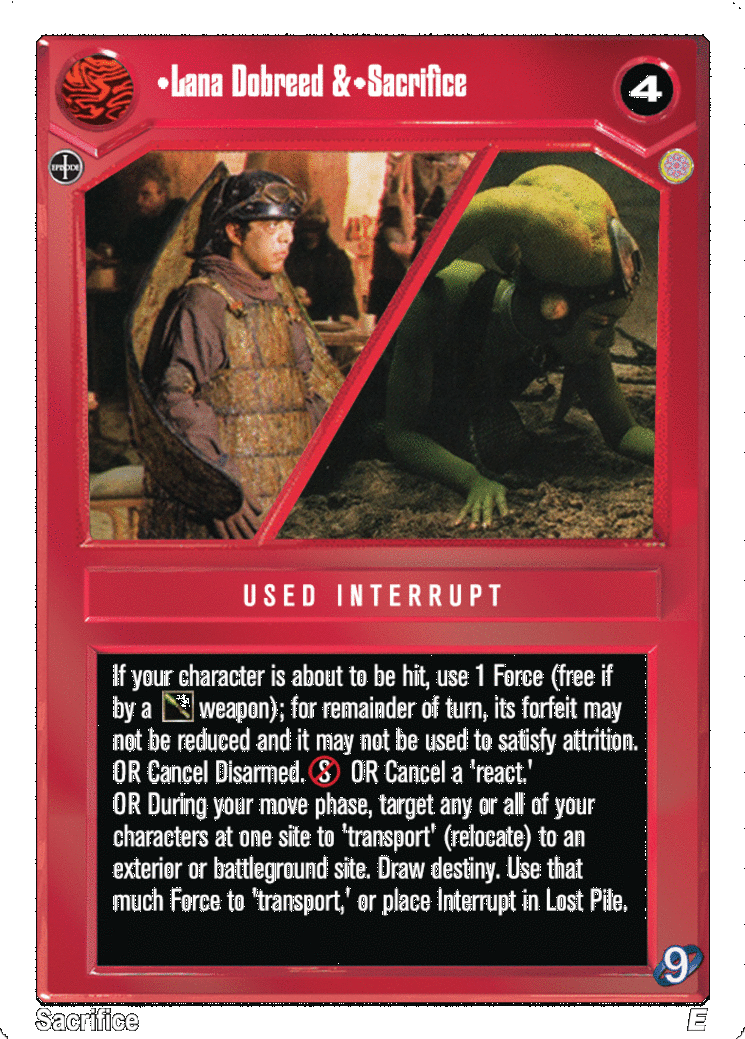 •Lana Dobreed &•Sacrifice
4
EPISODE
I
USED INTERRUPT
If your character is about to be hit, use 1 Force (free if
by a weapon); for remainder of turn, its forfeit may
not be reduced and it may not be used to satisfy attrition.
OR Cancel Disarmed. S OR Cancel a 'react.'
OR During your move phase, target any or all of your
characters at one site to 'transport' (relocate) to an
exterior or battleground site. Draw destiny. Use that
much Force to 'transport,' or place Interrupt in Lost Pile.
9
Sacrifice
E